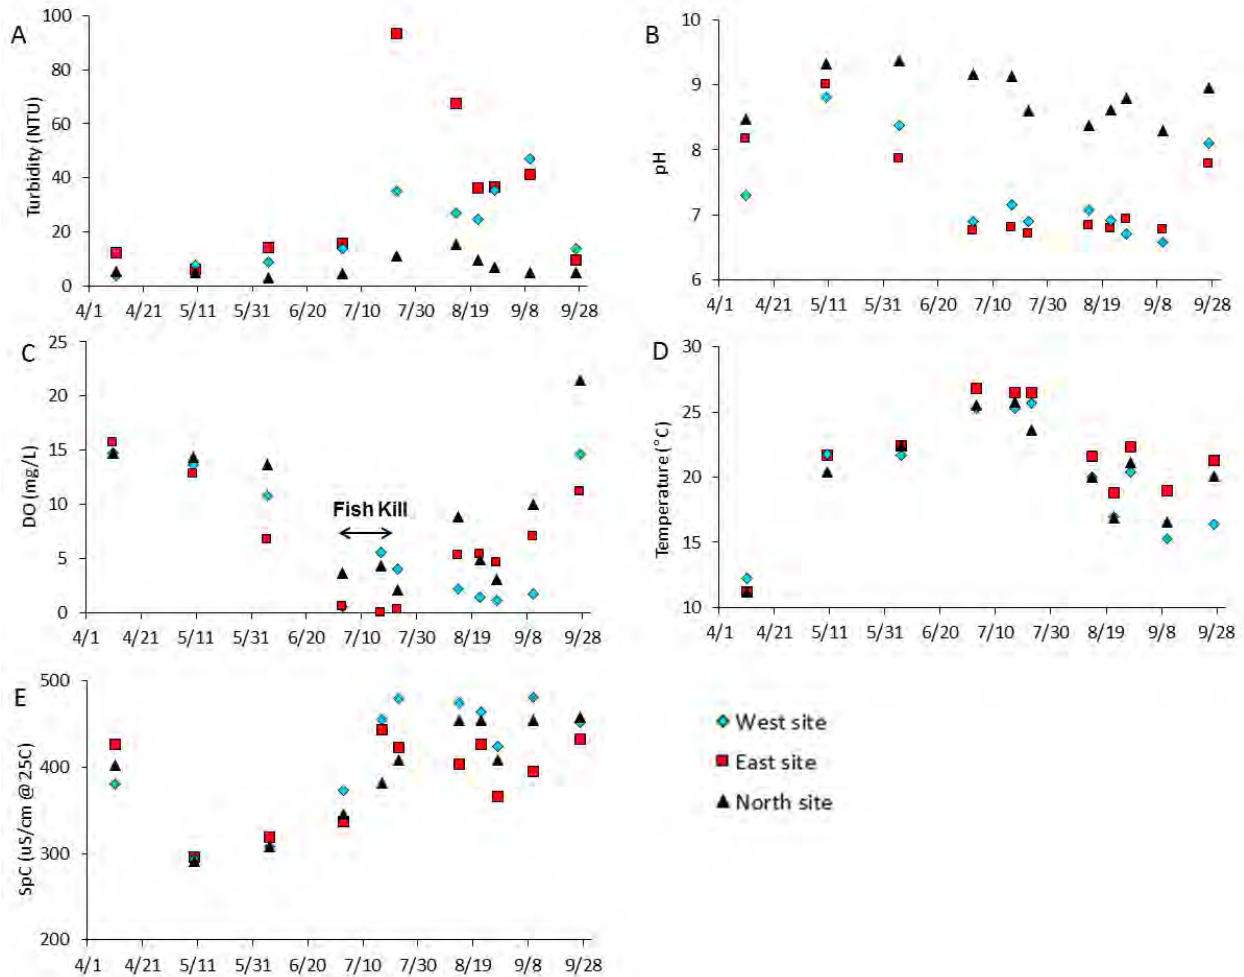 A
Turbidity (NTU)
100
80
60
40
20
0
4/1 4/21 5/11 5/31 6/20 7/10 7/30 8/19 9/8 9/28
B
pH
10
9
8
7
6
4/1 4/21 5/11 5/31 6/20 7/10 7/30 8/19 9/8 9/28
C
DO (mg/L)
25
20
15
10
5
0
Fish Kill
4/1 4/21 5/11 5/31 6/20 7/10 7/30 8/19 9/8 9/28
D
Temperature (°C)
30
25
20
15
10
4/1 4/21 5/11 5/31 6/20 7/10 7/30 8/19 9/8 9/28
E
SpC (uS/cm @25C)
500
400
300
200
4/1 4/21 5/11 5/31 6/20 7/10 7/30 8/19 9/8 9/28
West site
East site
North site